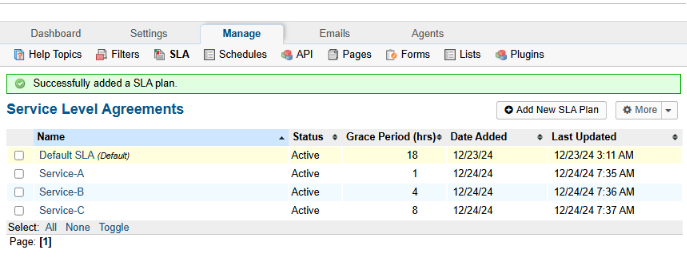 Dashboard Settings Manage Emails Agents
Help Topics Filters SLA Schedules API Pages Forms Lists Plugins
Successfully added a SLA plan.
Service Level Agreements Add New SLA Plan More
Name Status Grace Period (hrs) Date Added Last Updated
Default SLA (Default) Active 18 12/23/24 12/23/24 3:11 AM
Service-A Active 1 12/24/24 12/24/24 7:35 AM
Service-B Active 4 12/24/24 12/24/24 7:36 AM
Service-C Active 8 12/24/24 12/24/24 7:37 AM
Select: All None Toggle
Page: [1]